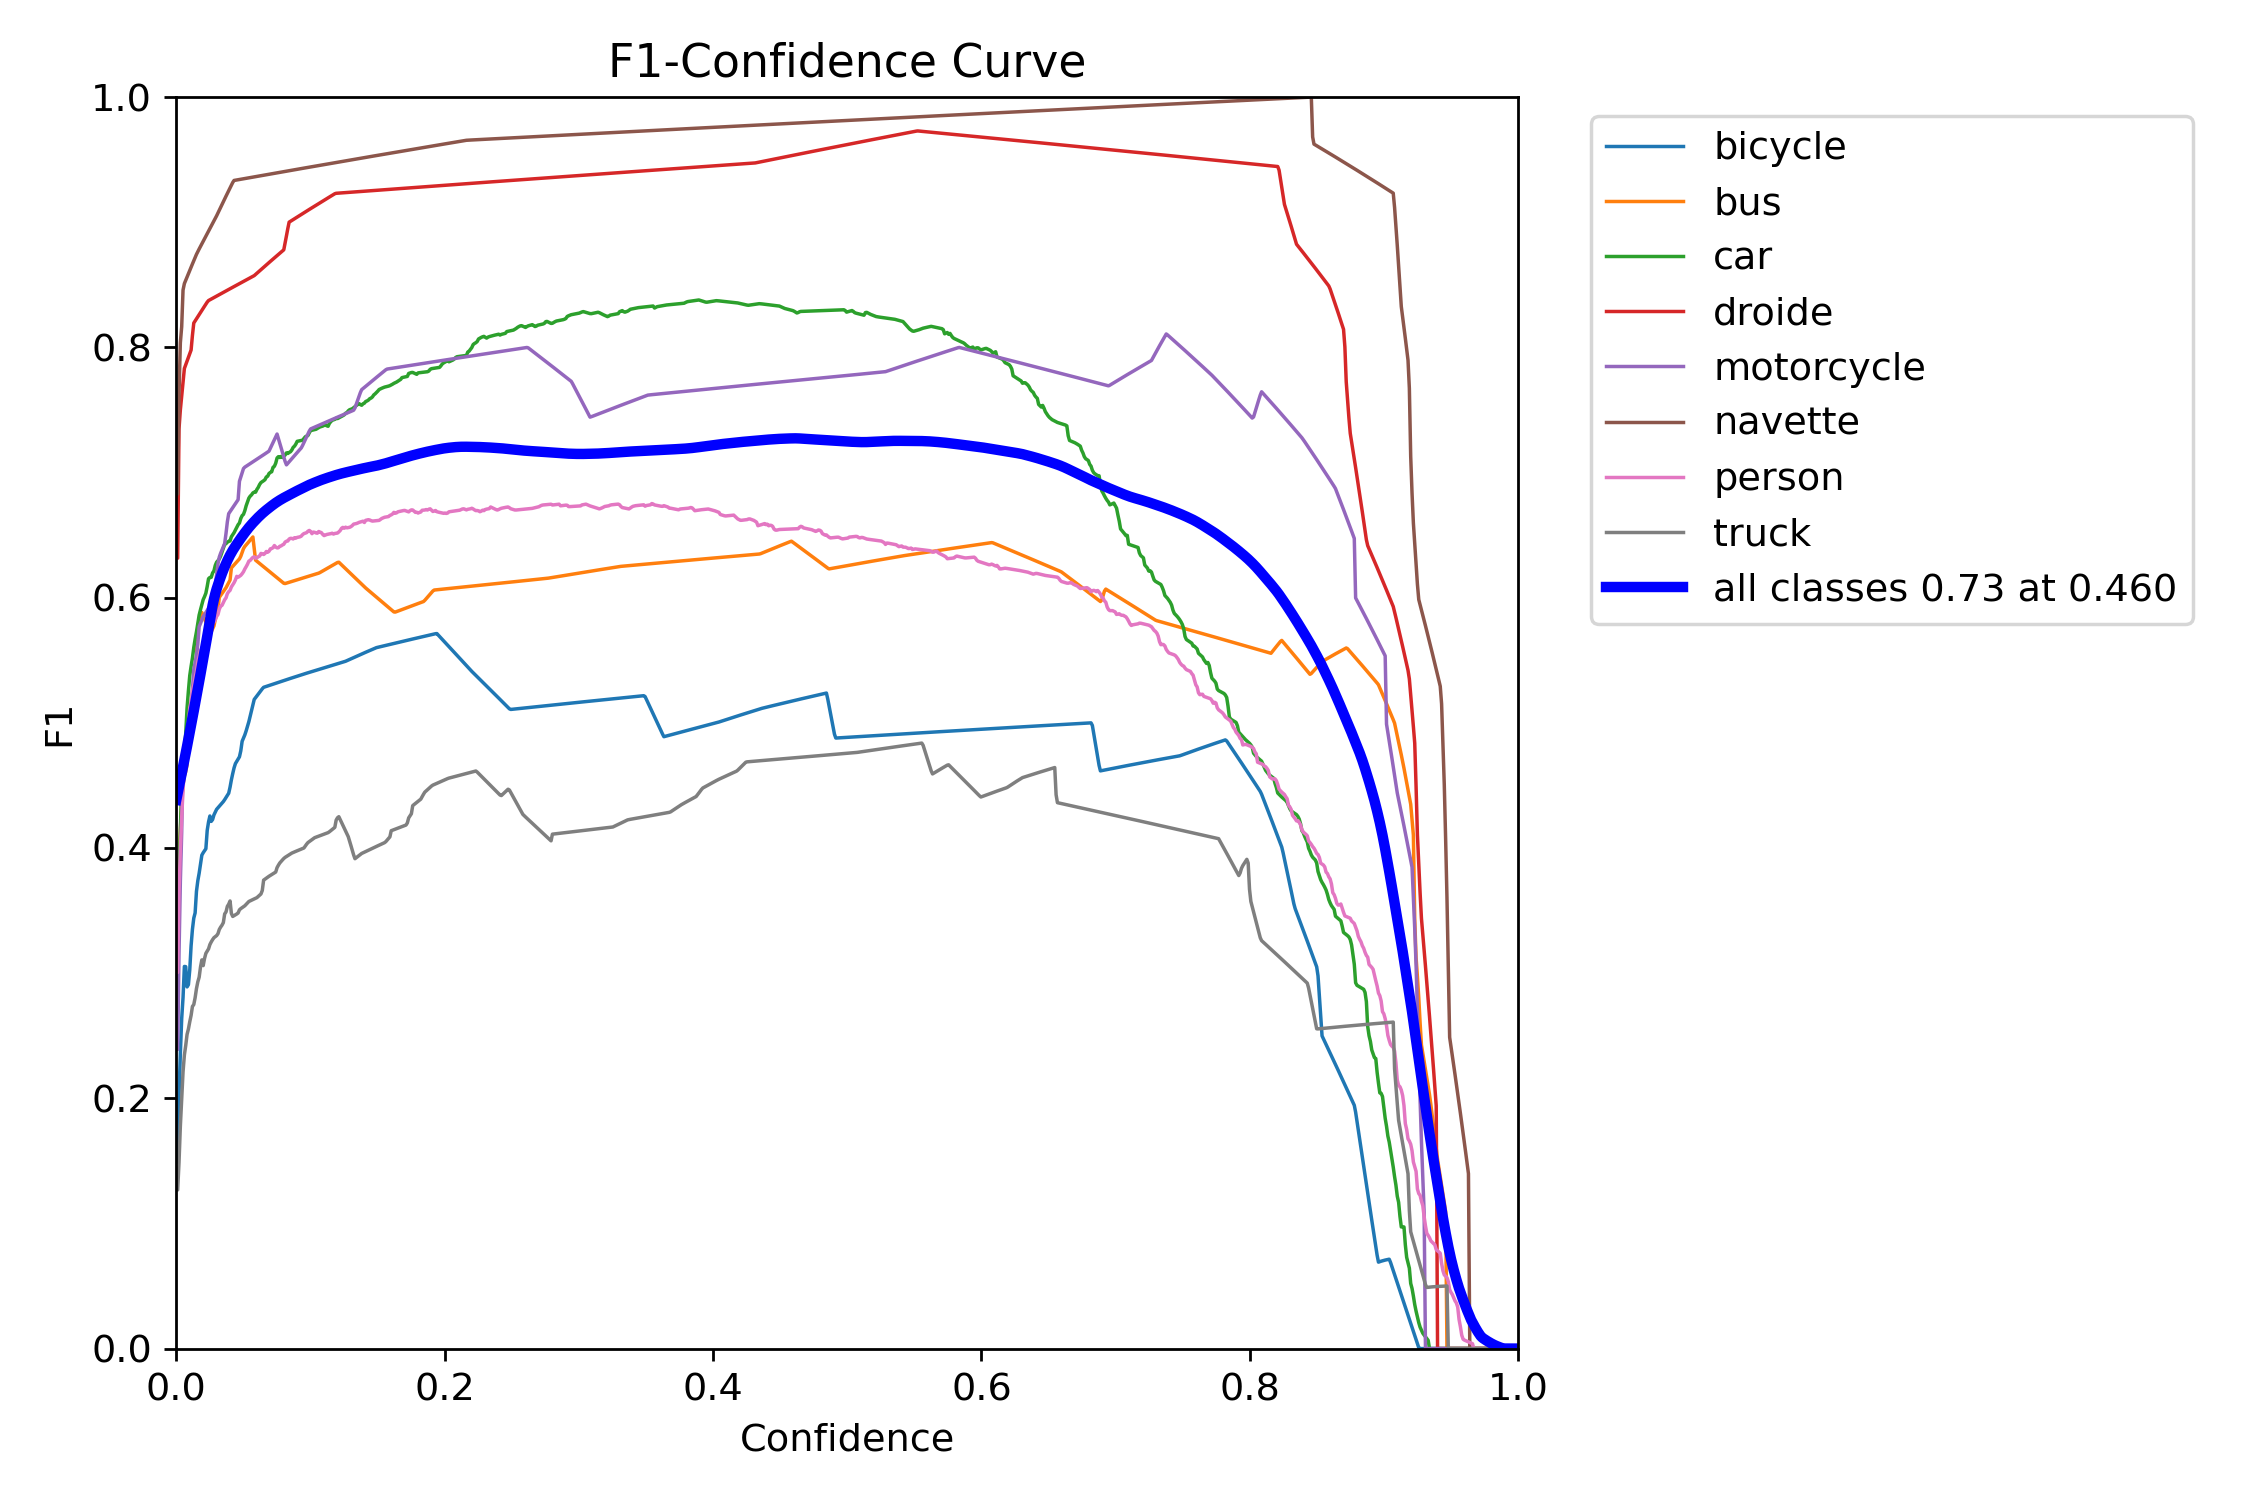 F1-Confidence Curve
1.0
0.8
0.6
0.4
0.2
0.0
F1
0.0 0.2 0.4 0.6 0.8 1.0
Confidence
bicycle
bus
car
droide
motorcycle
navette
person
truck
all classes 0.73 at 0.460